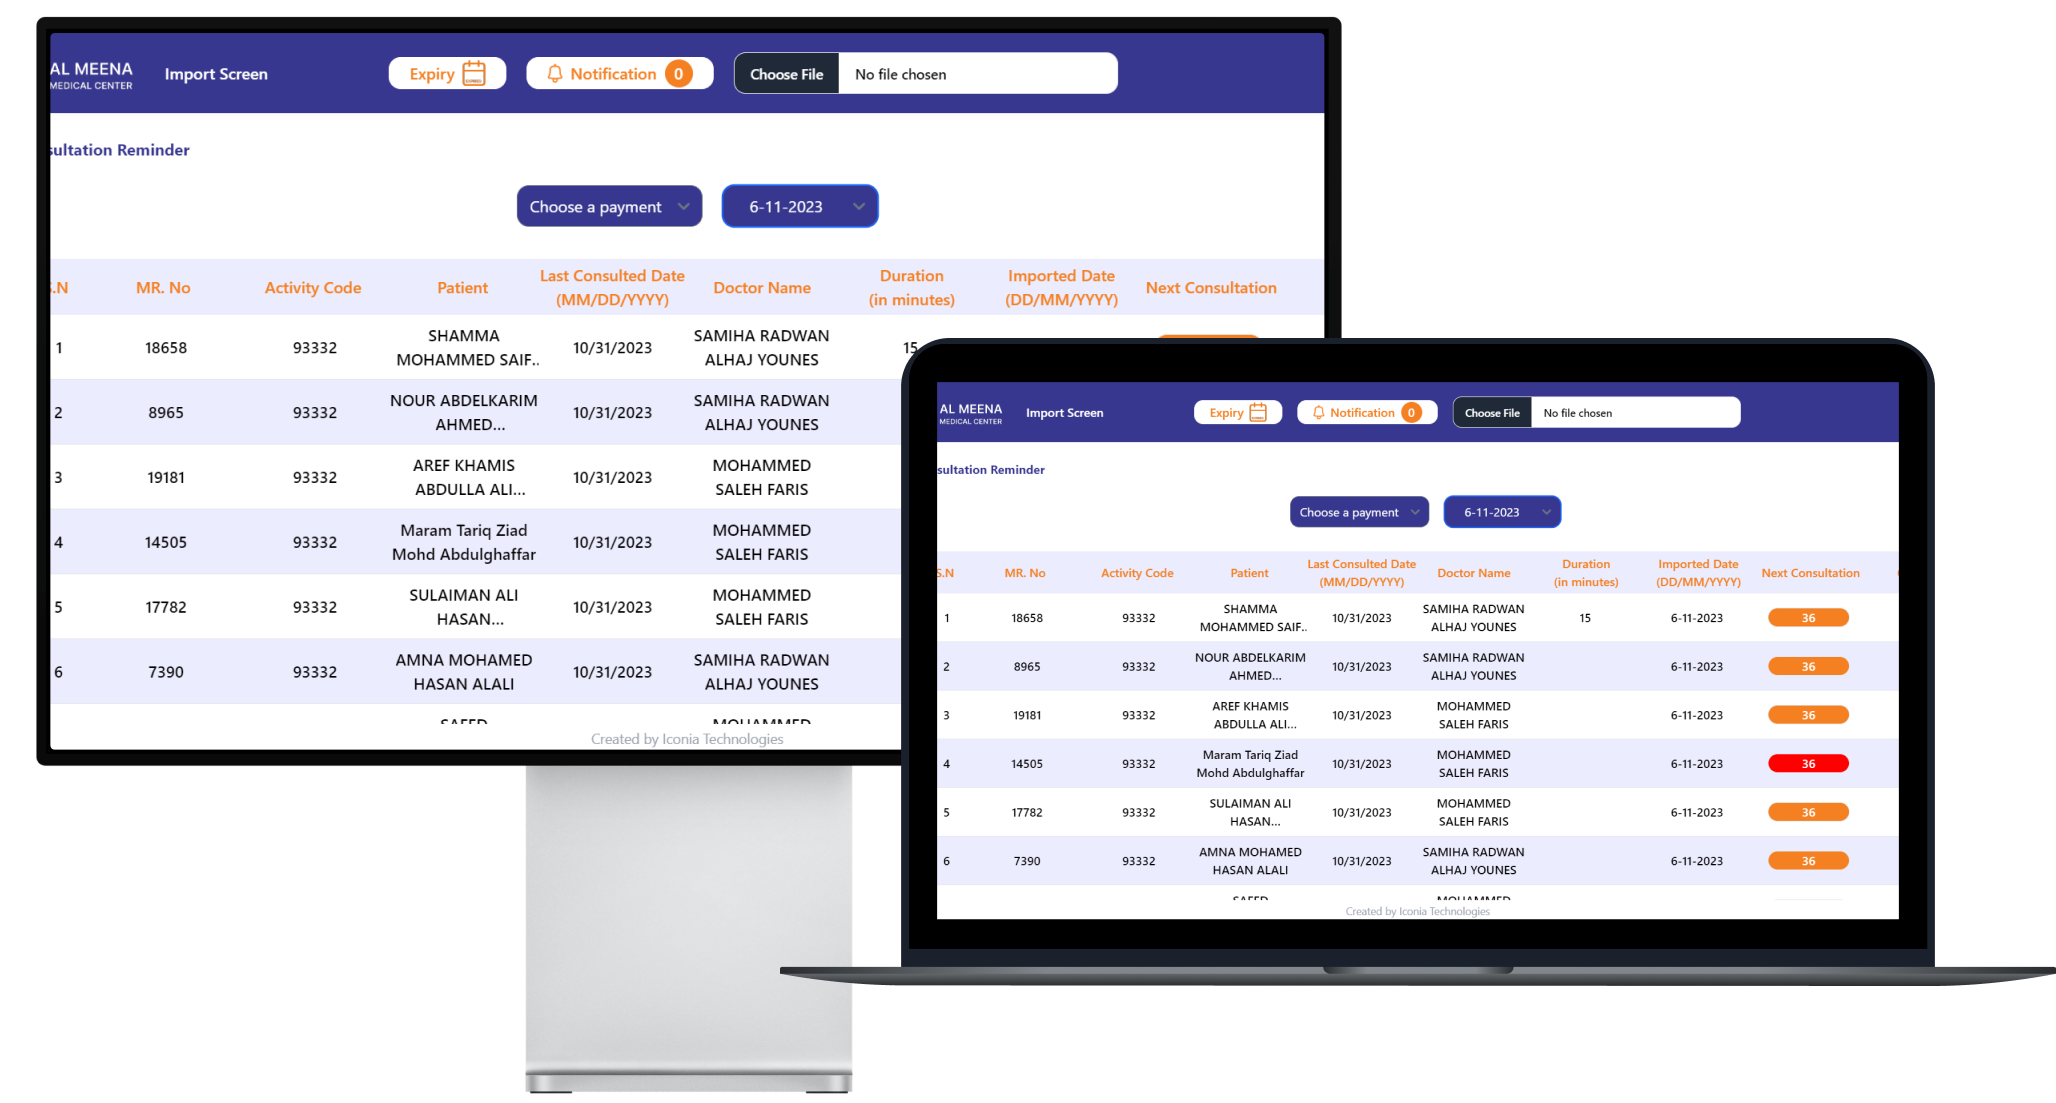 AL MEENA
MEDICAL CENTER
Import Screen
Expiry
Notification 0
Choose File No file chosen
sultation Reminder
Choose a payment
6-11-2023
S.N MR. No Activity Code Patient Last Consulted Date (MM/DD/YYYY) Doctor Name Duration (in minutes) Imported Date (DD/MM/YYYY) Next Consultation
1 18658 93332 SHAMMA MOHAMMED SAIF.. 10/31/2023 SAMIHA RADWAN ALHAJ YOUNES 15
2 8965 93332 NOUR ABDELKARIM AHMED... 10/31/2023 SAMIHA RADWAN ALHAJ YOUNES
3 19181 93332 AREF KHAMIS ABDULLA ALI... 10/31/2023 MOHAMMED SALEH FARIS
4 14505 93332 Maram Tariq Ziad Mohd Abdulghaffar 10/31/2023 MOHAMMED SALEH FARIS
5 17782 93332 SULAIMAN ALI HASAN... 10/31/2023 MOHAMMED SALEH FARIS
6 7390 93332 AMNA MOHAMED HASAN ALALI 10/31/2023 SAMIHA RADWAN ALHAJ YOUNES
Created by Iconia Technologies
AL MEENA
MEDICAL CENTER
Import Screen
Expiry
Notification 0
Choose File No file chosen
sultation Reminder
Choose a payment
6-11-2023
S.N MR. No Activity Code Patient Last Consulted Date (MM/DD/YYYY) Doctor Name Duration (in minutes) Imported Date (DD/MM/YYYY) Next Consultation
1 18658 93332 SHAMMA MOHAMMED SAIF.. 10/31/2023 SAMIHA RADWAN ALHAJ YOUNES 15 6-11-2023 36
2 8965 93332 NOUR ABDELKARIM AHMED... 10/31/2023 SAMIHA RADWAN ALHAJ YOUNES 6-11-2023 36
3 19181 93332 AREF KHAMIS ABDULLA ALI... 10/31/2023 MOHAMMED SALEH FARIS 6-11-2023 36
4 14505 93332 Maram Tariq Ziad Mohd Abdulghaffar 10/31/2023 MOHAMMED SALEH FARIS 6-11-2023 36
5 17782 93332 SULAIMAN ALI HASAN... 10/31/2023 MOHAMMED SALEH FARIS 6-11-2023 36
6 7390 93332 AMNA MOHAMED HASAN ALALI 10/31/2023 SAMIHA RADWAN ALHAJ YOUNES 6-11-2023 36
Created by Iconia Technologies